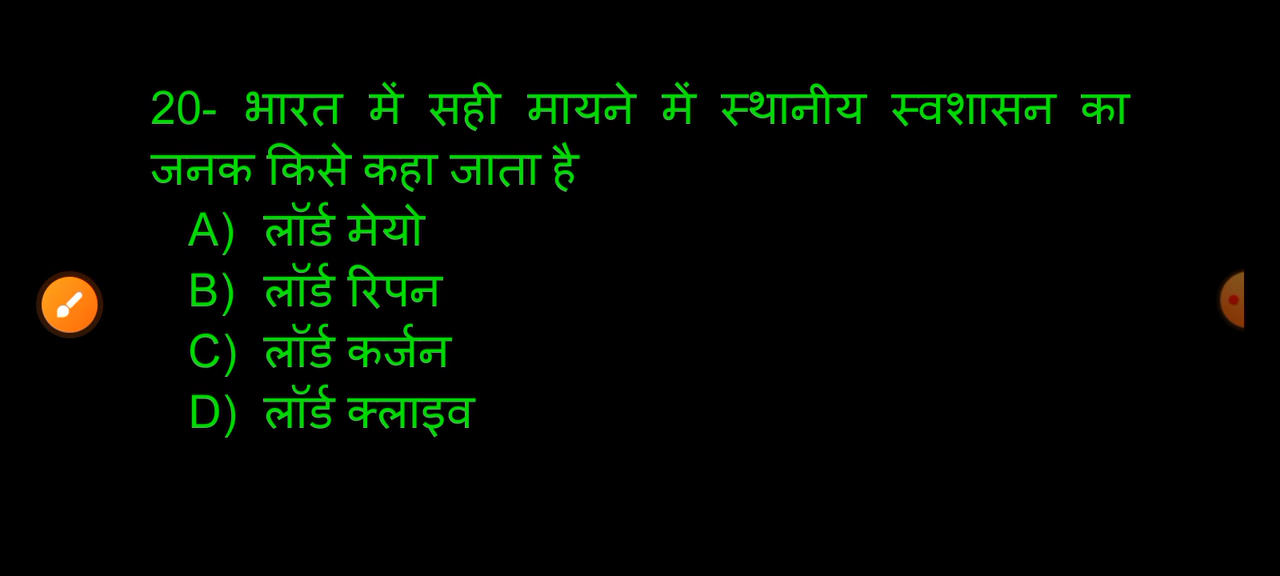 20- भारत में सही मायने में स्थानीय स्वशासन का
जनक किसे कहा जाता है
A) लॉर्ड मेयो
B) लॉर्ड रिपन
C) लॉर्ड कर्जन
D) लॉर्ड क्लाइव